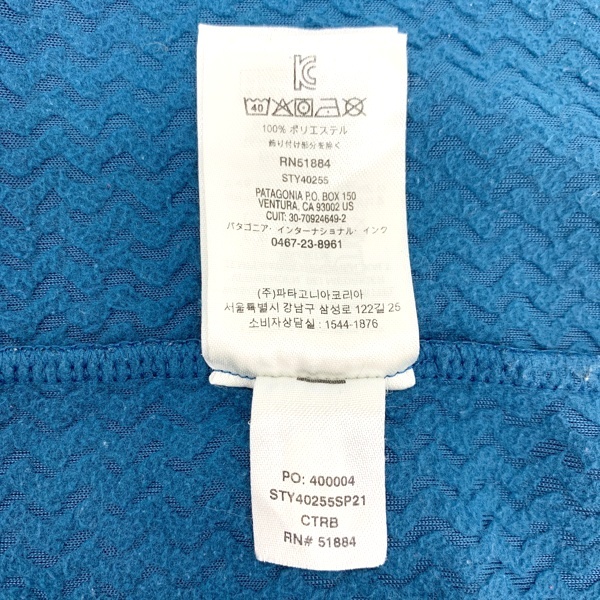 40
100% ポリエステル
飾り付け部分を除く
RN51884
STY40255
PATAGONIA P.O. BOX 150
VENTURA, CA 93002 US
CUIT: 30-70924649-2
パタゴニア・インターナショナル・インク
0467-23-8961
(주)파타고니아코리아
서울특별시 강남구 삼성로 122길 25
소비자상담실 : 1544-1876
PO: 400004
STY40255SP21
CTRB
RN# 51884